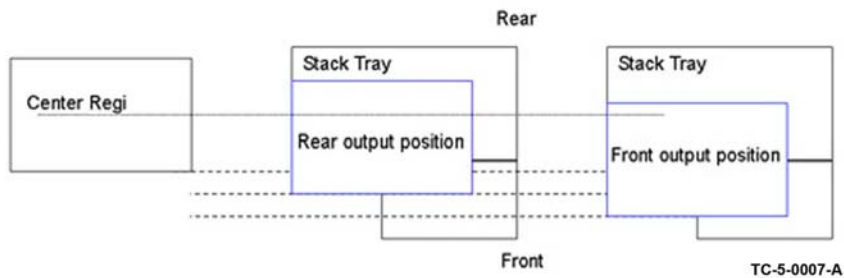 Rear
Stack Tray
Stack Tray
Center Regi
Rear output position
Front output position
Front
TC-5-0007-A